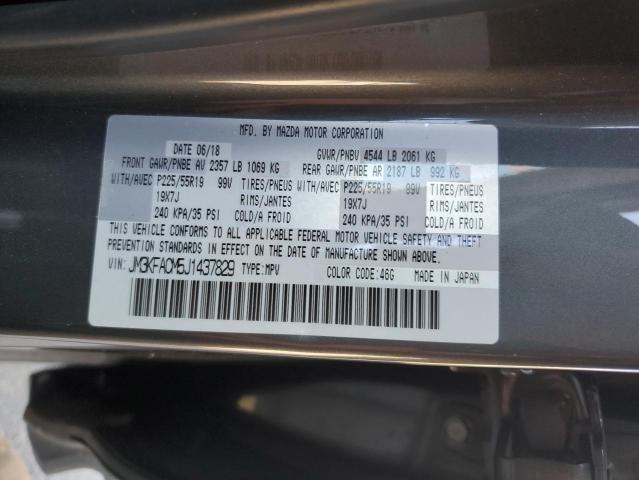 MFD. BY MAZDA MOTOR CORPORATION
DATE 06/18 GVWR/PNBV 4544 LB 2061 KG
FRONT GAWR/PNBE AV 2357 LB 1069 KG REAR GAWR/PNBE AR 2187 LB 992 KG
WITH/AVEC P225/55R19 99V TIRES/PNEUS WITH/AVEC P225/55R19 99V TIRES/PNEUS
19X7J RIMS/JANTES 19X7J RIMS/JANTES
240 KPA/35 PSI COLD/A FROID 240 KPA/35 PSI COLD/A FROID
THIS VEHICLE CONFORMS TO ALL APPLICABLE FEDERAL MOTOR VEHICLE SAFETY AND THEFT
PREVENTION STANDARDS IN EFFECT ON THE DATE OF MANUFACTURE SHOWN ABOVE.
JM3KFACM5J1437829 TYPE:MPV COLOR CODE:46G MADE IN JAPAN